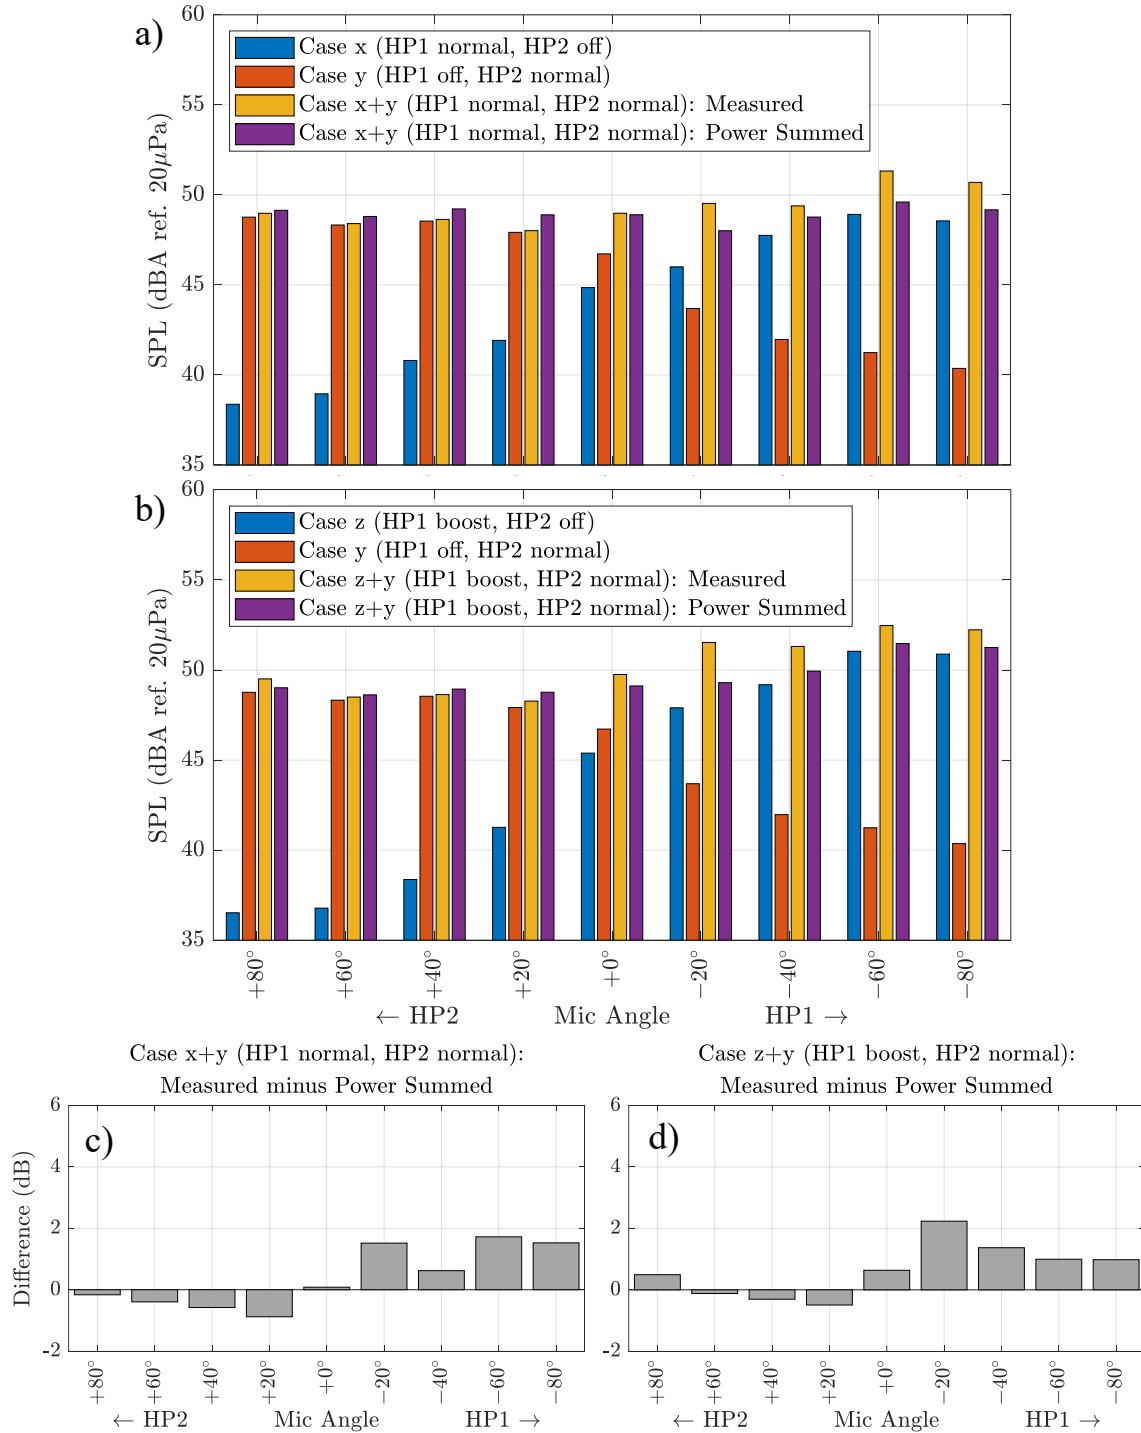 a)
60
55
50
45
40
35
SPL (dBA ref. 20μPa)
Case x (HP1 normal, HP2 off)
Case y (HP1 off, HP2 normal)
Case x+y (HP1 normal, HP2 normal): Measured
Case x+y (HP1 normal, HP2 normal): Power Summed
b)
60
55
50
45
40
35
SPL (dBA ref. 20μPa)
Case z (HP1 boost, HP2 off)
Case y (HP1 off, HP2 normal)
Case z+y (HP1 boost, HP2 normal): Measured
Case z+y (HP1 boost, HP2 normal): Power Summed
+80° +60° +40° +20° +0° −20° −40° −60° −80°
← HP2 Mic Angle HP1 →
Case x+y (HP1 normal, HP2 normal):
Measured minus Power Summed
c)
6
4
2
0
-2
Difference (dB)
+80° +60° +40° +20° +0° −20° −40° −60° −80°
← HP2 Mic Angle HP1 →
Case z+y (HP1 boost, HP2 normal):
Measured minus Power Summed
d)
6
4
2
0
-2
+80° +60° +40° +20° +0° −20° −40° −60° −80°
← HP2 Mic Angle HP1 →